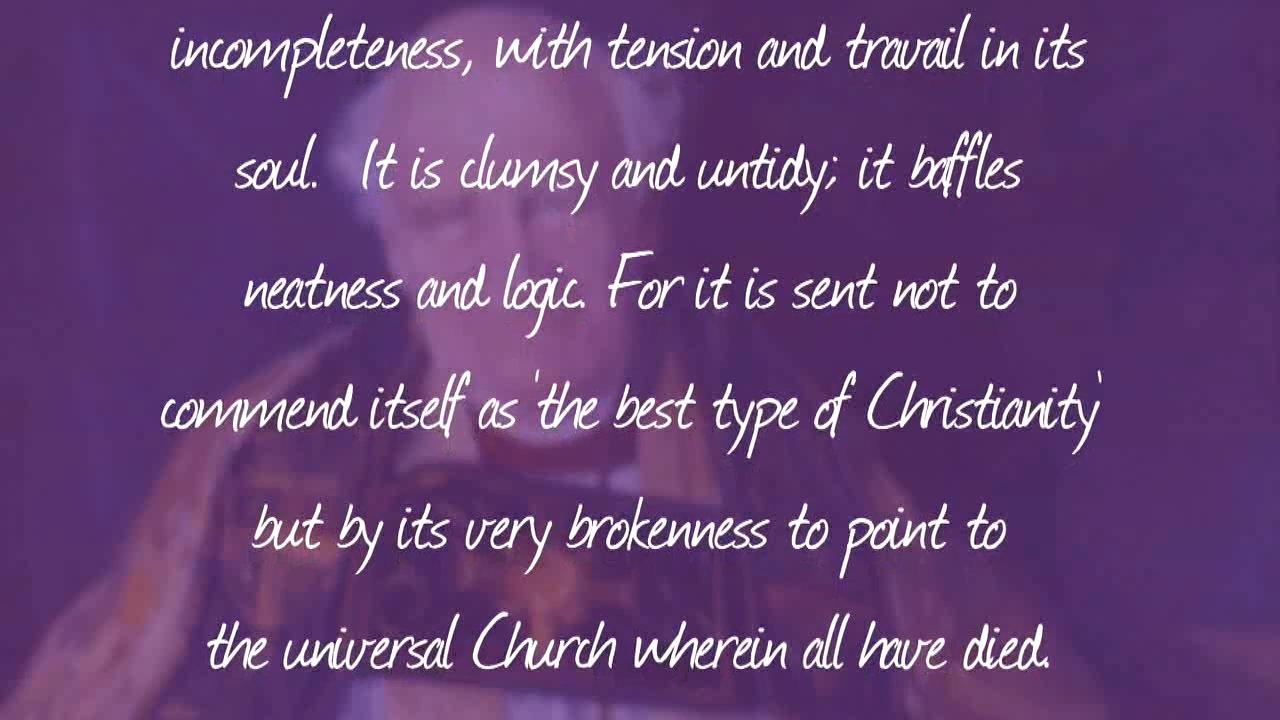 incompleteness, with tension and travail in its
soul. It is clumsy and untidy; it baffles
neatness and logic. For it is sent not to
commend itself as 'the best type of Christianity'
but by its very brokenness to point to
the universal Church wherein all have died.